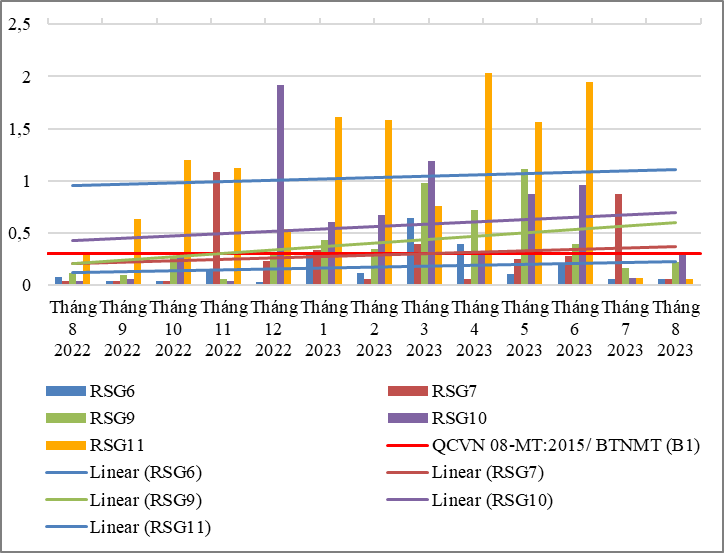 2,5
2
1,5
1
0,5
0
Tháng Tháng Tháng Tháng Tháng Tháng Tháng Tháng Tháng Tháng Tháng Tháng Tháng
8 9 10 11 12 1 2 3 4 5 6 7 8
2022 2022 2022 2022 2022 2023 2023 2023 2023 2023 2023 2023 2023
RSG6 RSG7
RSG9 RSG10
RSG11 QCVN 08-MT:2015/ BTNMT (B1)
Linear (RSG6) Linear (RSG7)
Linear (RSG9) Linear (RSG10)
Linear (RSG11)